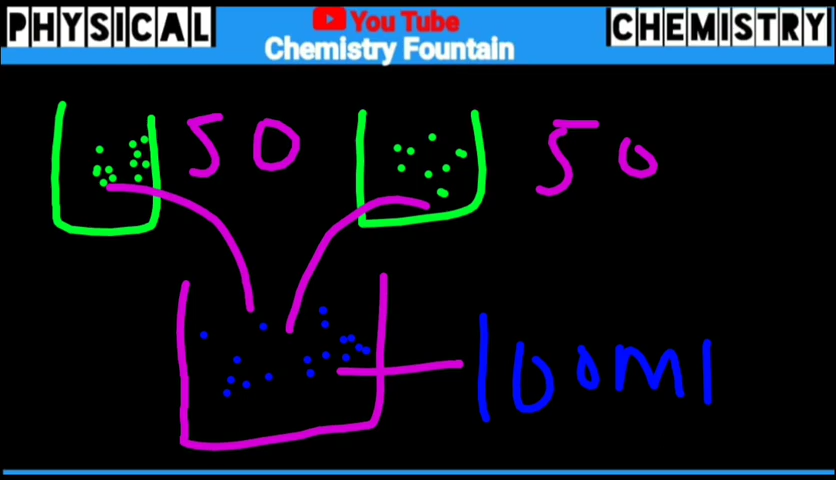 PHYSICAL
You Tube
Chemistry Fountain
CHEMISTRY
50
50
100Ml